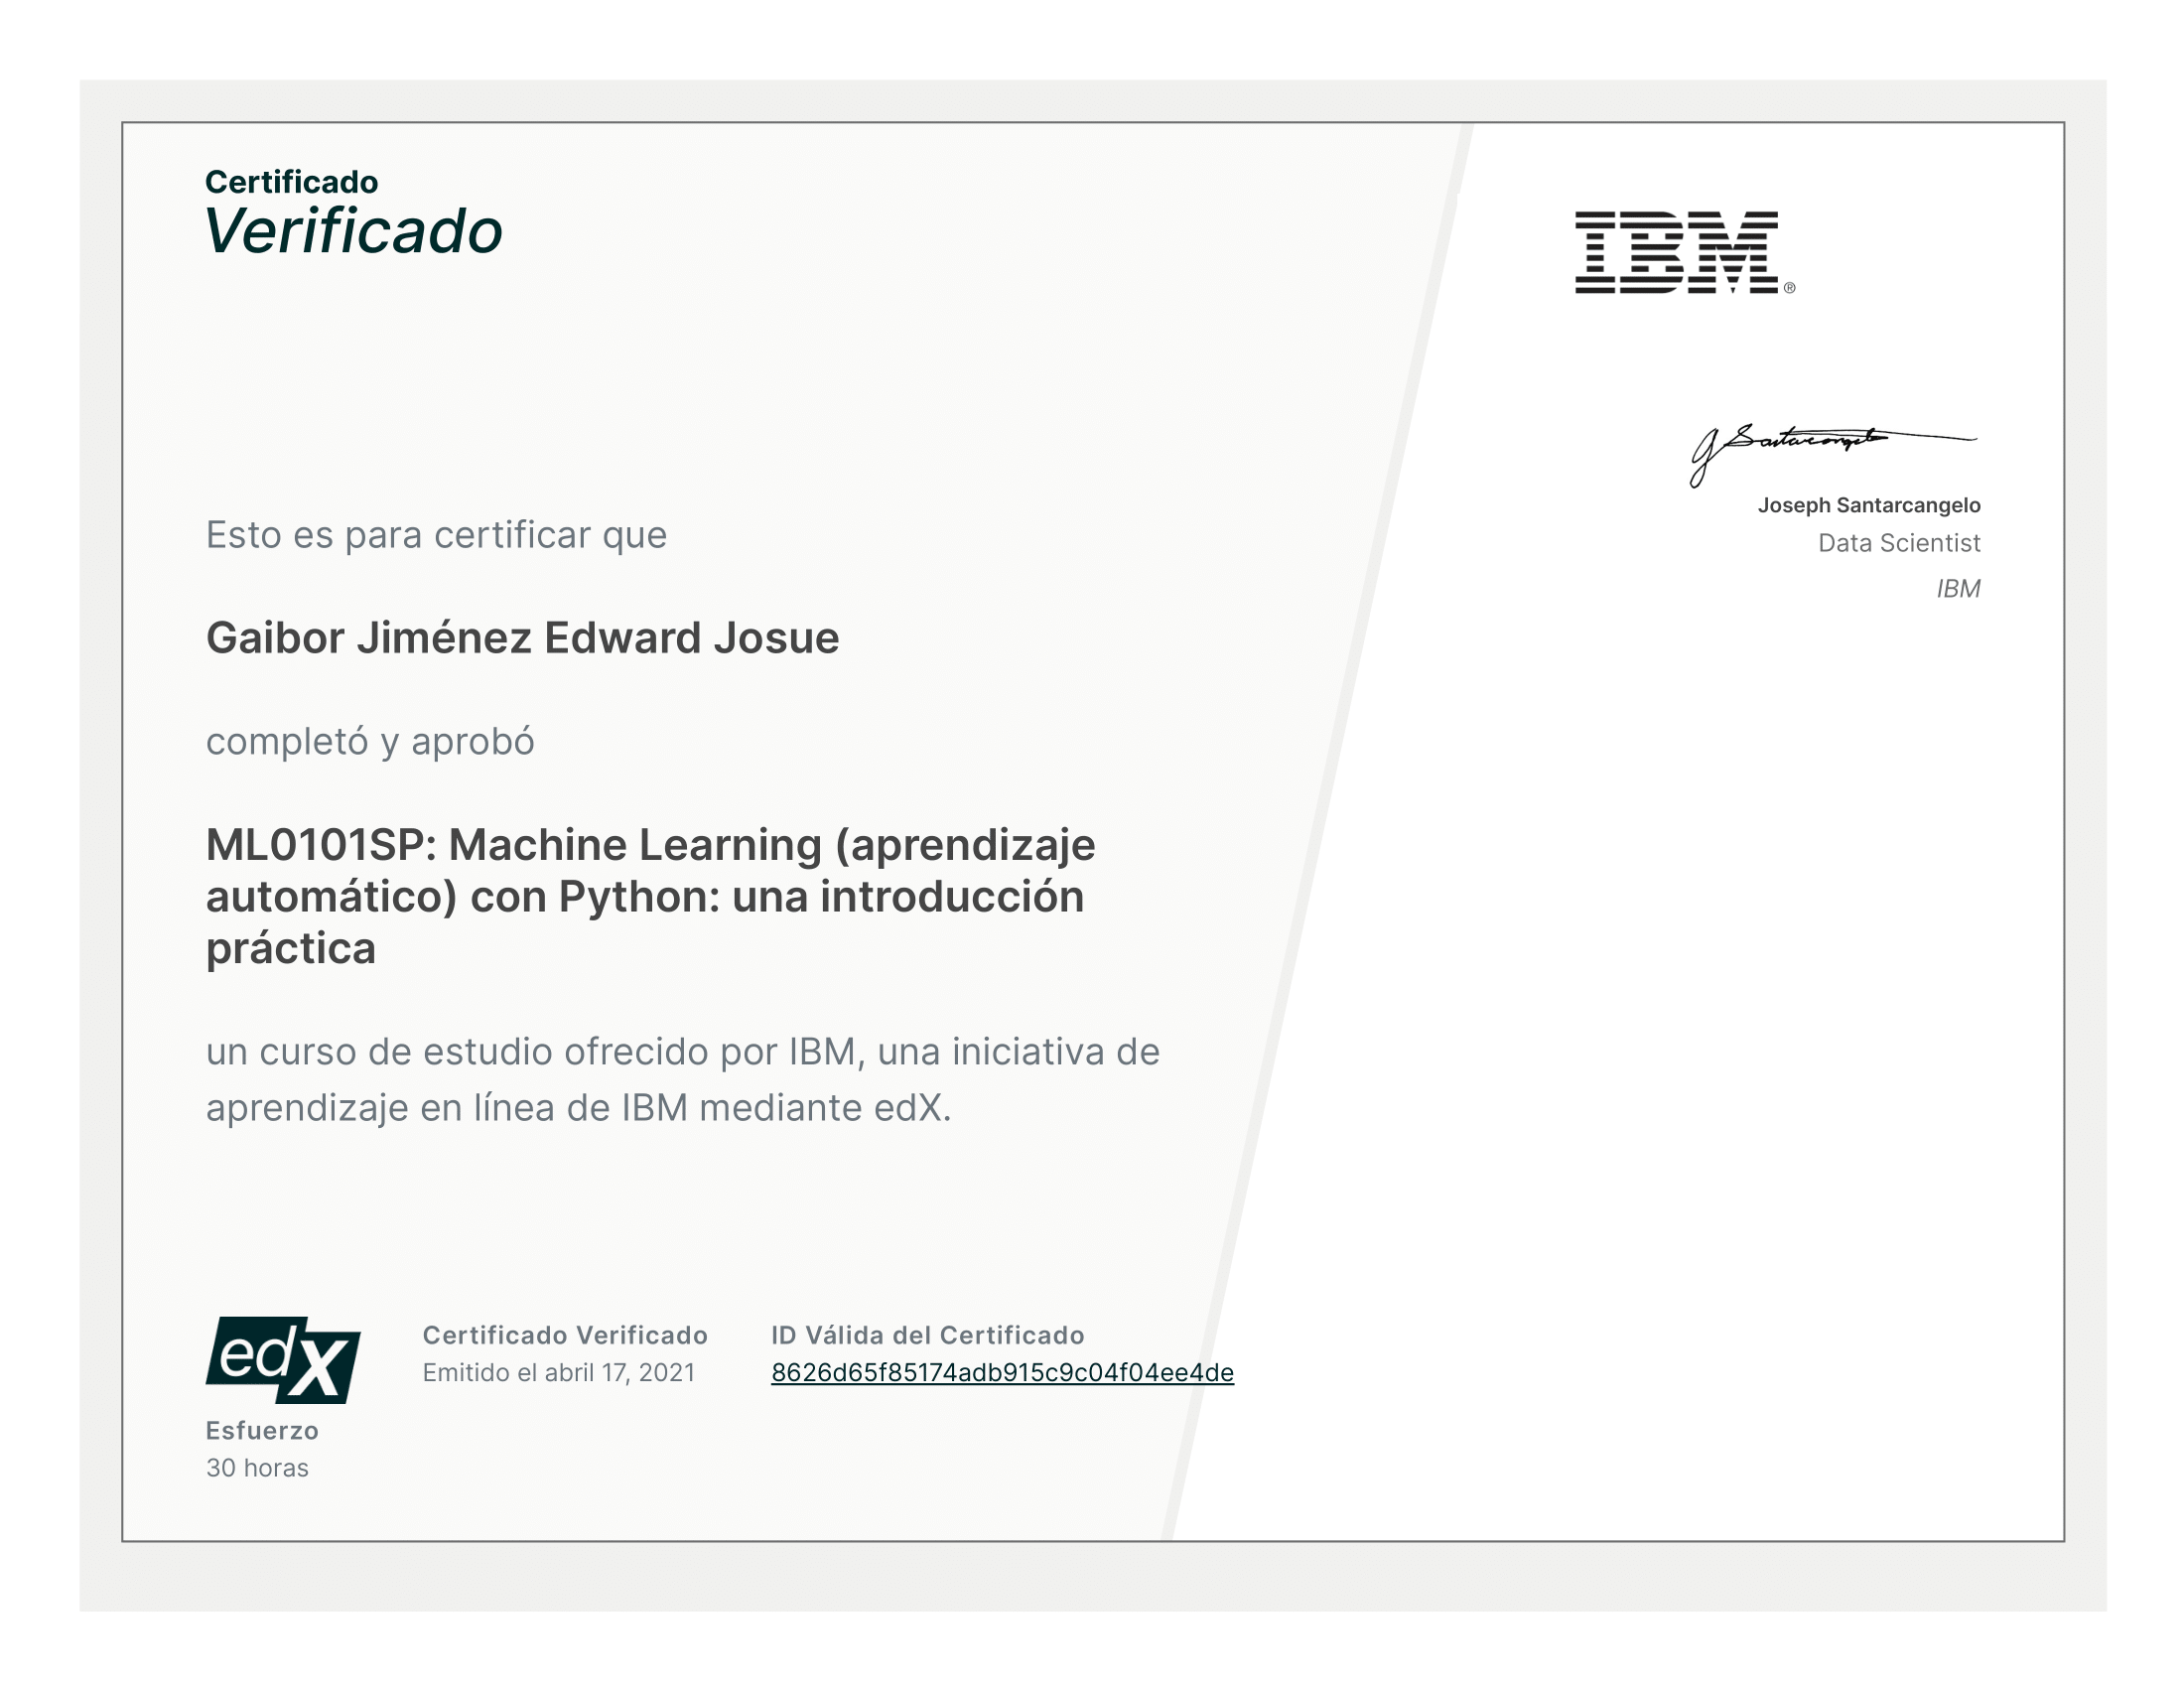 Certificado
Verificado
IBM®
Joseph Santarcangelo
Data Scientist
IBM
Esto es para certificar que
Gaibor Jiménez Edward Josue
completó y aprobó
ML0101SP: Machine Learning (aprendizaje
automático) con Python: una introducción
práctica
un curso de estudio ofrecido por IBM, una iniciativa de
aprendizaje en línea de IBM mediante edX.
edX
Certificado Verificado
Emitido el abril 17, 2021
ID Válida del Certificado
8626d65f85174adb915c9c04f04ee4de
Esfuerzo
30 horas